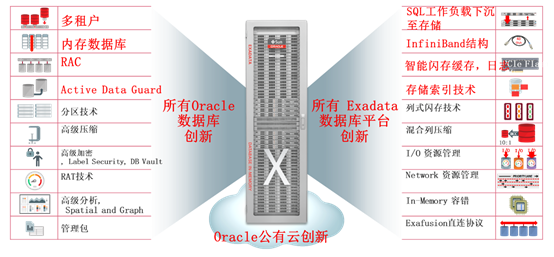 多租户
内存数据库
RAC
Active Data Guard
分区技术
高级压缩
高级加密
, Label Security, DB Vault
RAT技术
高级分析,
Spatial and Graph
管理包
所有Oracle
数据库
创新
EXADATA
ORACLE
X
所有 Exadata
数据库平台
创新
Oracle公有云创新
SQL工作负载下沉
至存储
InfiniBand结构
智能闪存缓存, 日志
存储索引技术
列式闪存技术
混合列压缩
10:1
I/O 资源管理
Network 资源管理
In-Memory 容错
Exafusion直连协议